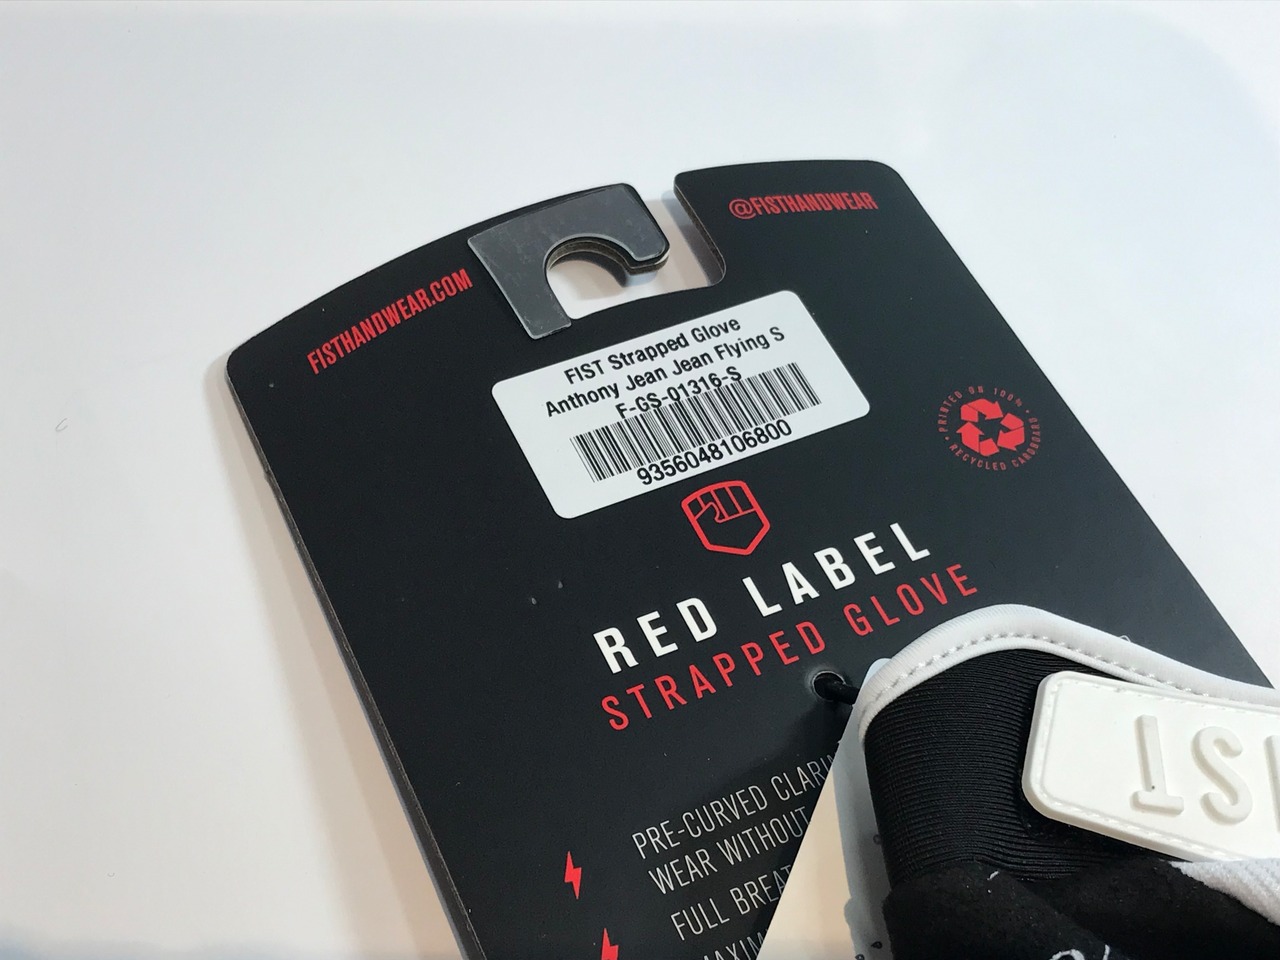 FISTHANDWEAR.COM
@FISTHANDWEAR
FIST Strapped Glove
Anthony Jean Jean Flying S
F-GS-01316-S
9356048106800
PRINTED ON 100% RECYCLED CARDBOARD
RED LABEL
STRAPPED GLOVE
PRE-CURVED
WEAR WITHOUT
FULL
IST